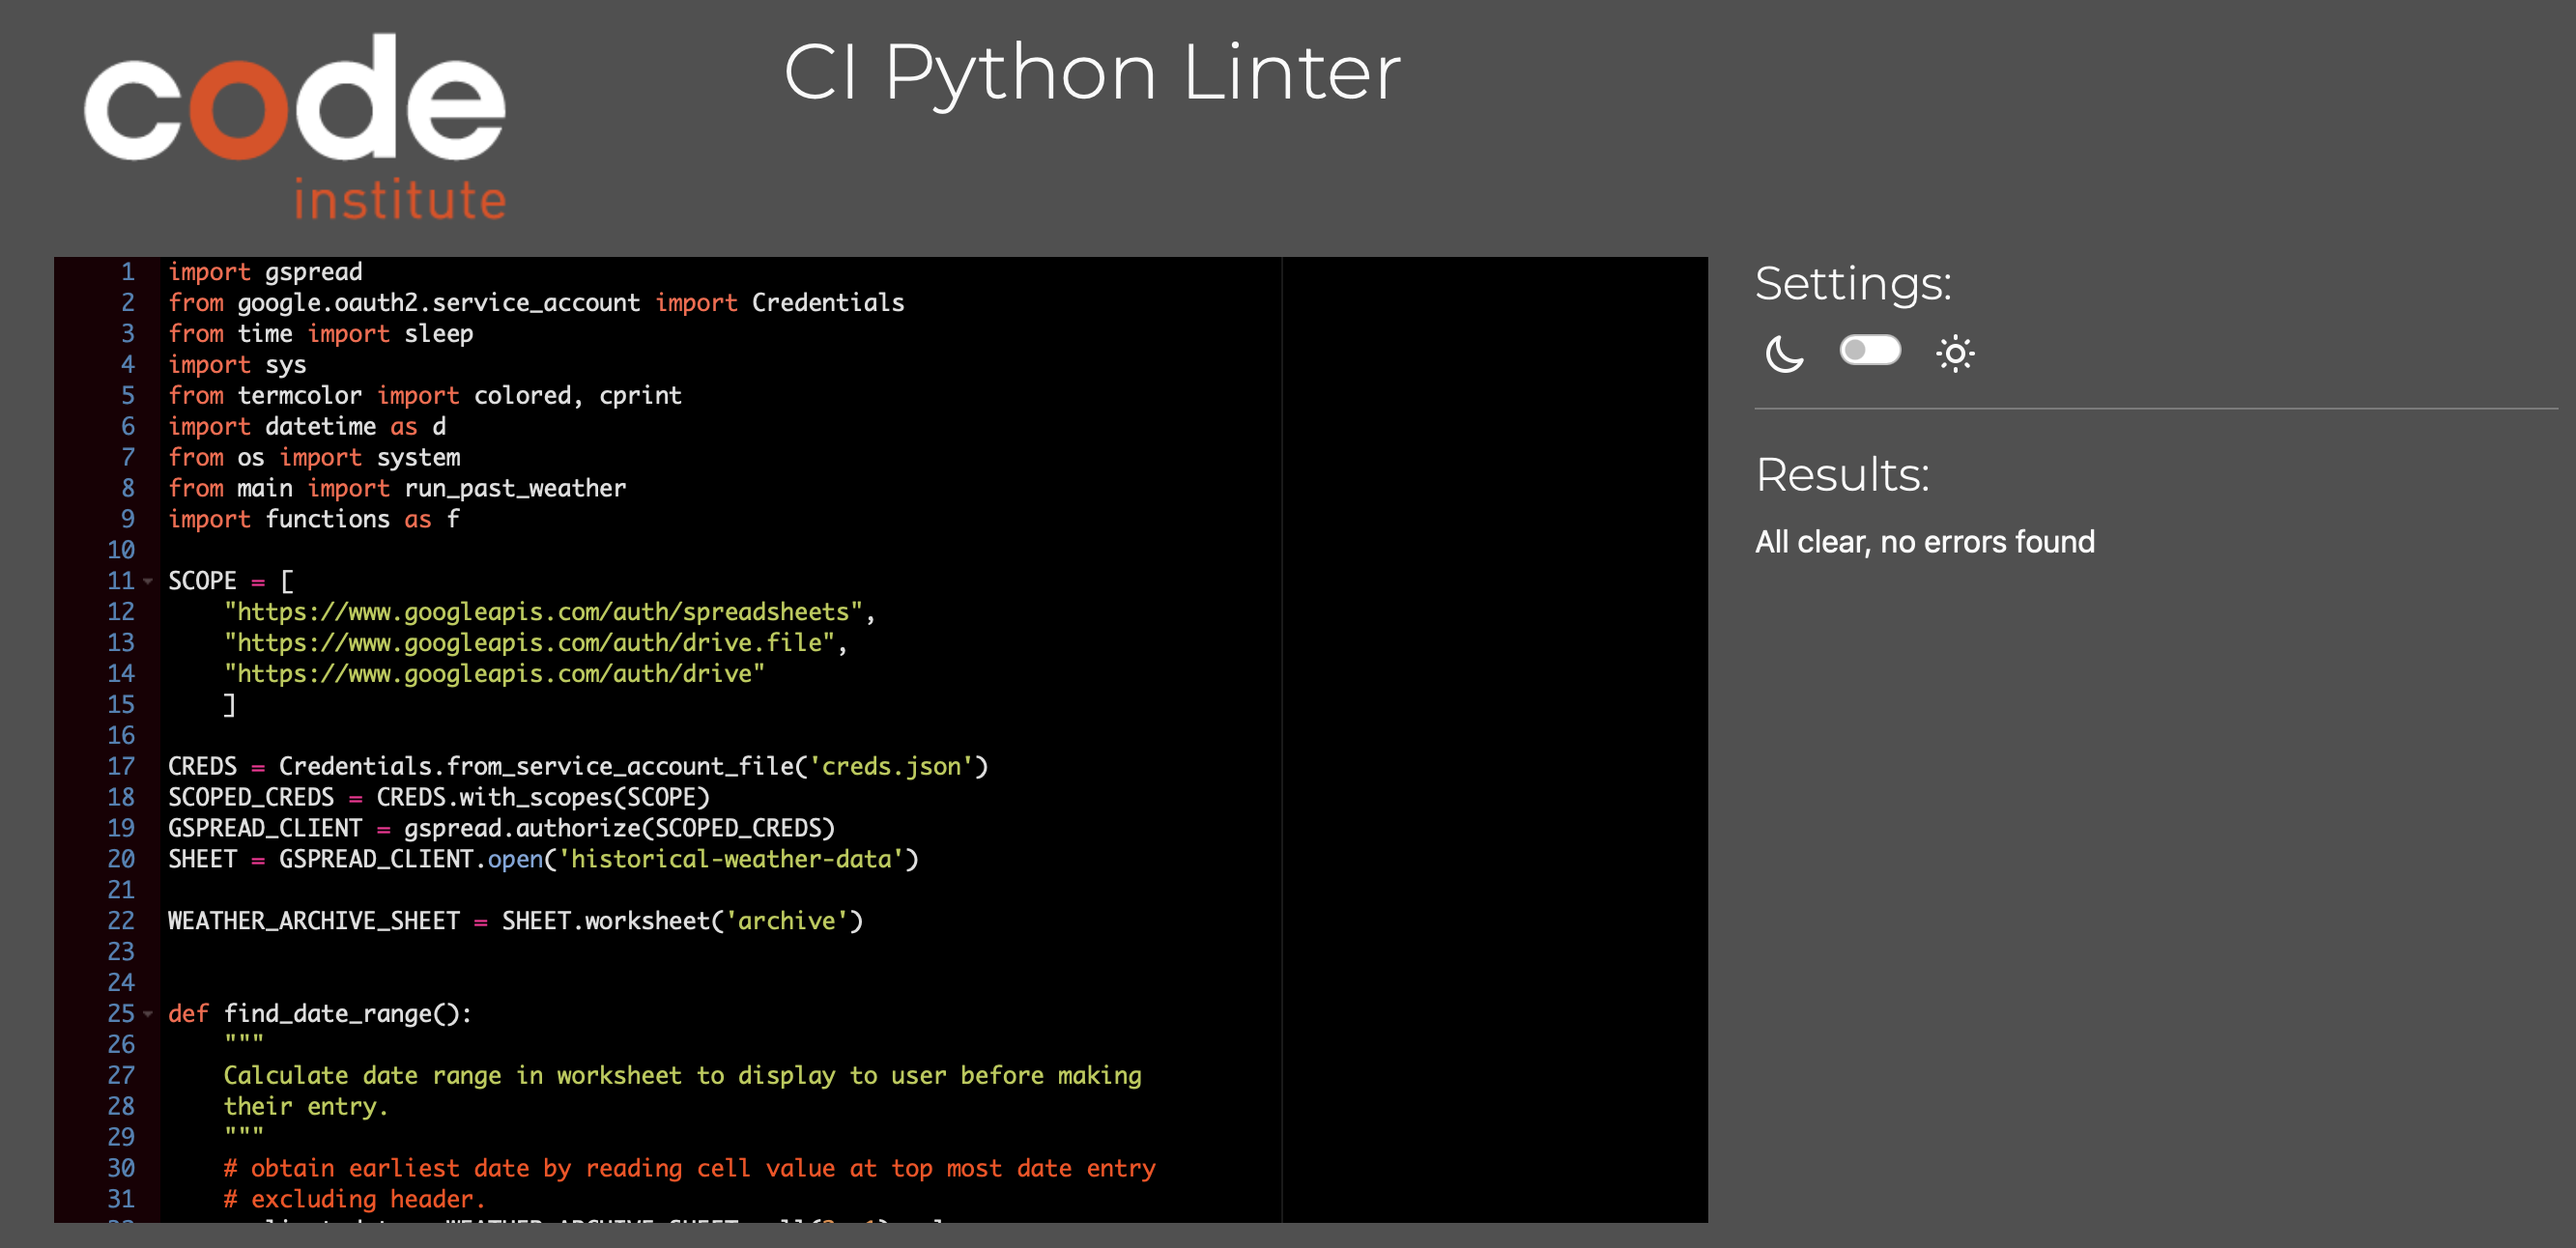 code
institute
CI Python Linter
1 import gspread
2 from google.oauth2.service_account import Credentials
3 from time import sleep
4 import sys
5 from termcolor import colored, cprint
6 import datetime as d
7 from os import system
8 from main import run_past_weather
9 import functions as f
10
11 SCOPE = [
12     "https://www.googleapis.com/auth/spreadsheets",
13     "https://www.googleapis.com/auth/drive.file",
14     "https://www.googleapis.com/auth/drive"
15     ]
16
17 CREDS = Credentials.from_service_account_file('creds.json')
18 SCOPED_CREDS = CREDS.with_scopes(SCOPE)
19 GSPREAD_CLIENT = gspread.authorize(SCOPED_CREDS)
20 SHEET = GSPREAD_CLIENT.open('historical-weather-data')
21
22 WEATHER_ARCHIVE_SHEET = SHEET.worksheet('archive')
23
24
25 def find_date_range():
26     """
27     Calculate date range in worksheet to display to user before making
28     their entry.
29     """
30     # obtain earliest date by reading cell value at top most date entry
31     # excluding header.
Settings:
Results:
All clear, no errors found